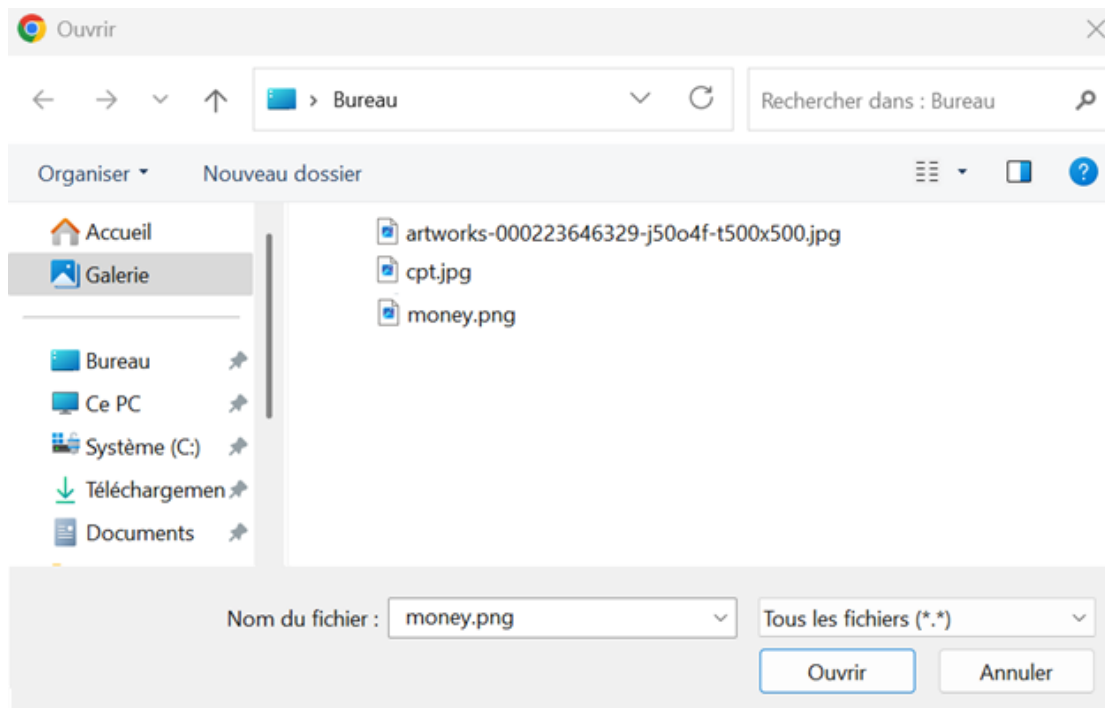 Ouvrir
Bureau
Rechercher dans : Bureau
Organiser
Nouveau dossier
Accueil
Galerie
Bureau
Ce PC
Système (C:)
Téléchargemen
Documents
artworks-000223646329-j50o4f-t500x500.jpg
cpt.jpg
money.png
Nom du fichier :
money.png
Tous les fichiers (*.*)
Ouvrir
Annuler